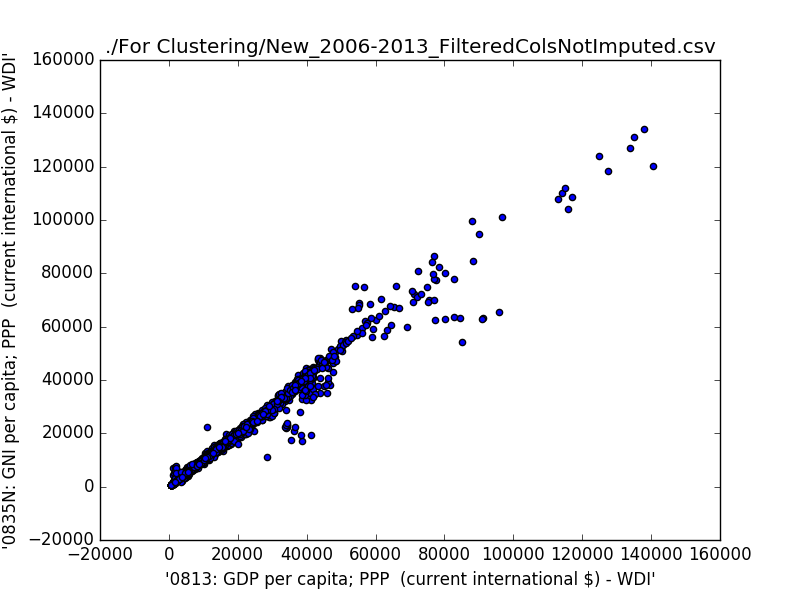 ./For Clustering/New_2006-2013_FilteredColsNotImputed.csv
160000
140000
120000
100000
80000
60000
40000
20000
0
−20000
'0835N: GNI per capita; PPP  (current international $) - WDI'
−20000 0 20000 40000 60000 80000 100000 120000 140000 160000
'0813: GDP per capita; PPP  (current international $) - WDI'